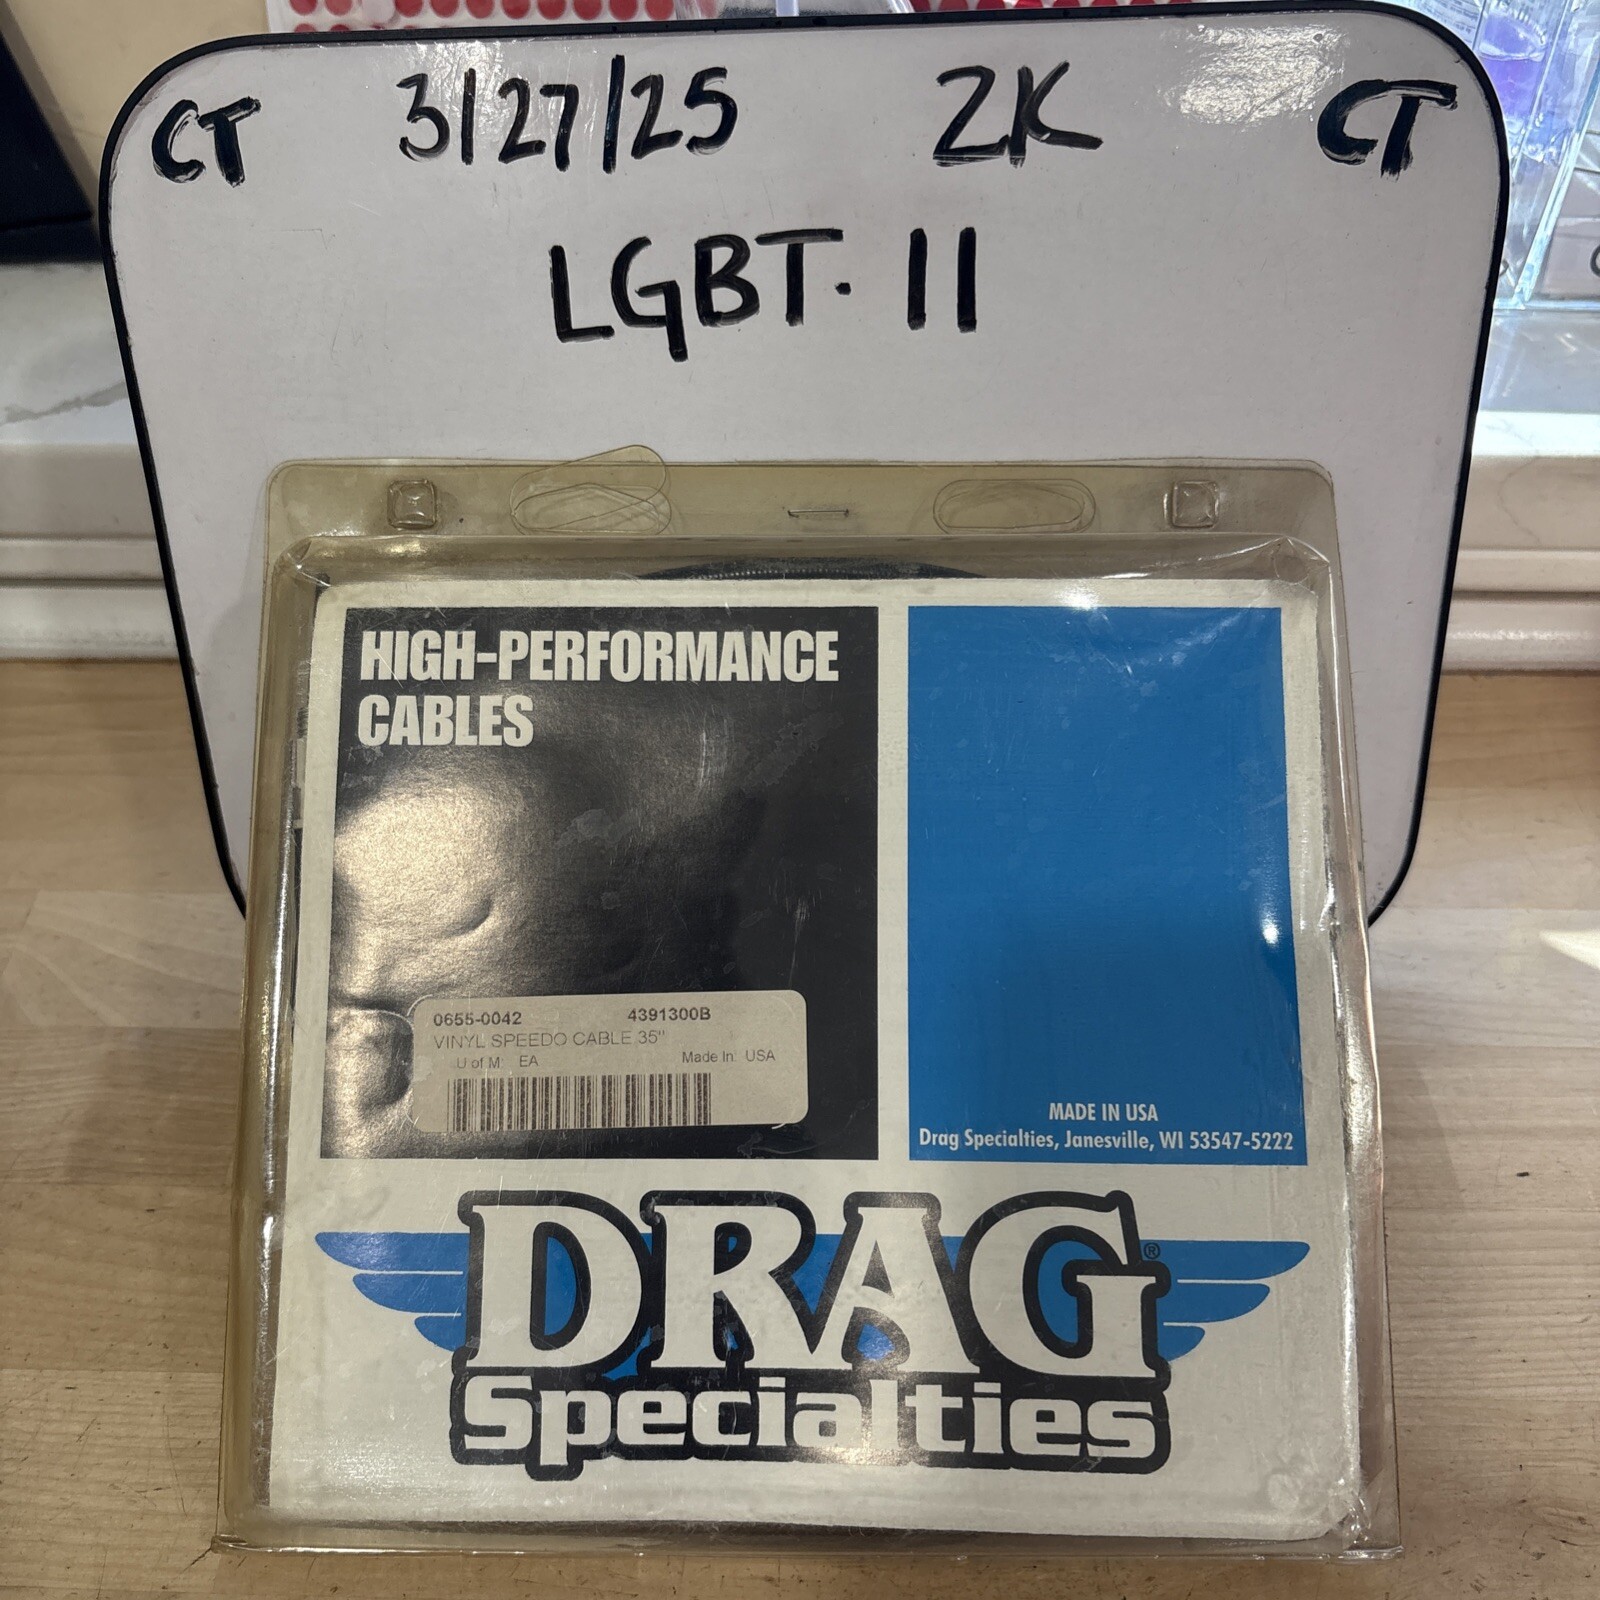 CT 3/27/25 ZK CT
LGBT. 11
HIGH-PERFORMANCE
CABLES
0655-0042 4391300B
VINYL SPEEDO CABLE 35"
U of M: EA Made In: USA
MADE IN USA
Drag Specialties, Janesville, WI 53547-5222
DRAG®
Specialties